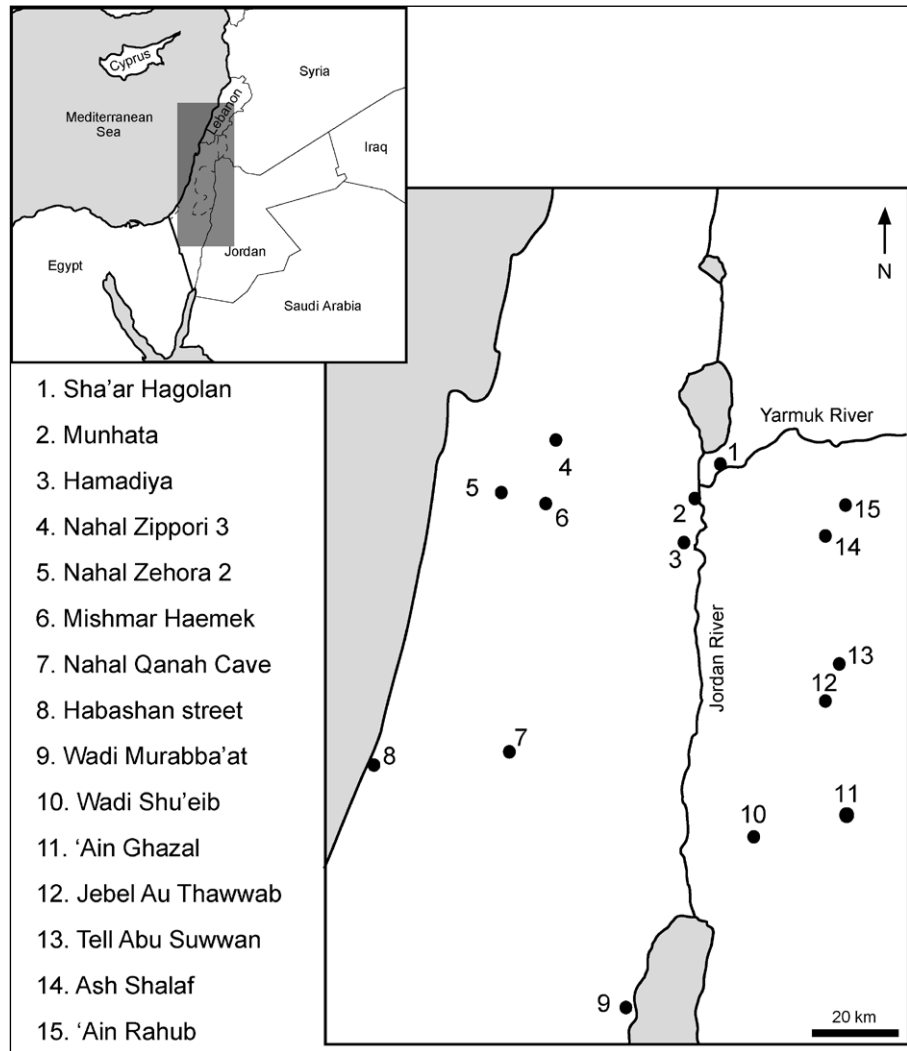 Cyprus
Syria
Lebanon
Mediterranean
Sea
Iraq
Jordan
Egypt
Saudi Arabia
N
1. Sha'ar Hagolan
2. Munhata
3. Hamadiya
4. Nahal Zippori 3
5. Nahal Zehora 2
6. Mishmar Haemek
7. Nahal Qanah Cave
8. Habashan street
9. Wadi Murabba'at
10. Wadi Shu'eib
11. ‘Ain Ghazal
12. Jebel Au Thawwab
13. Tell Abu Suwwan
14. Ash Shalaf
15. ‘Ain Rahub
Yarmuk River
4
1
5
6
2
15
3
14
Jordan River
13
12
7
8
11
10
9
20 km